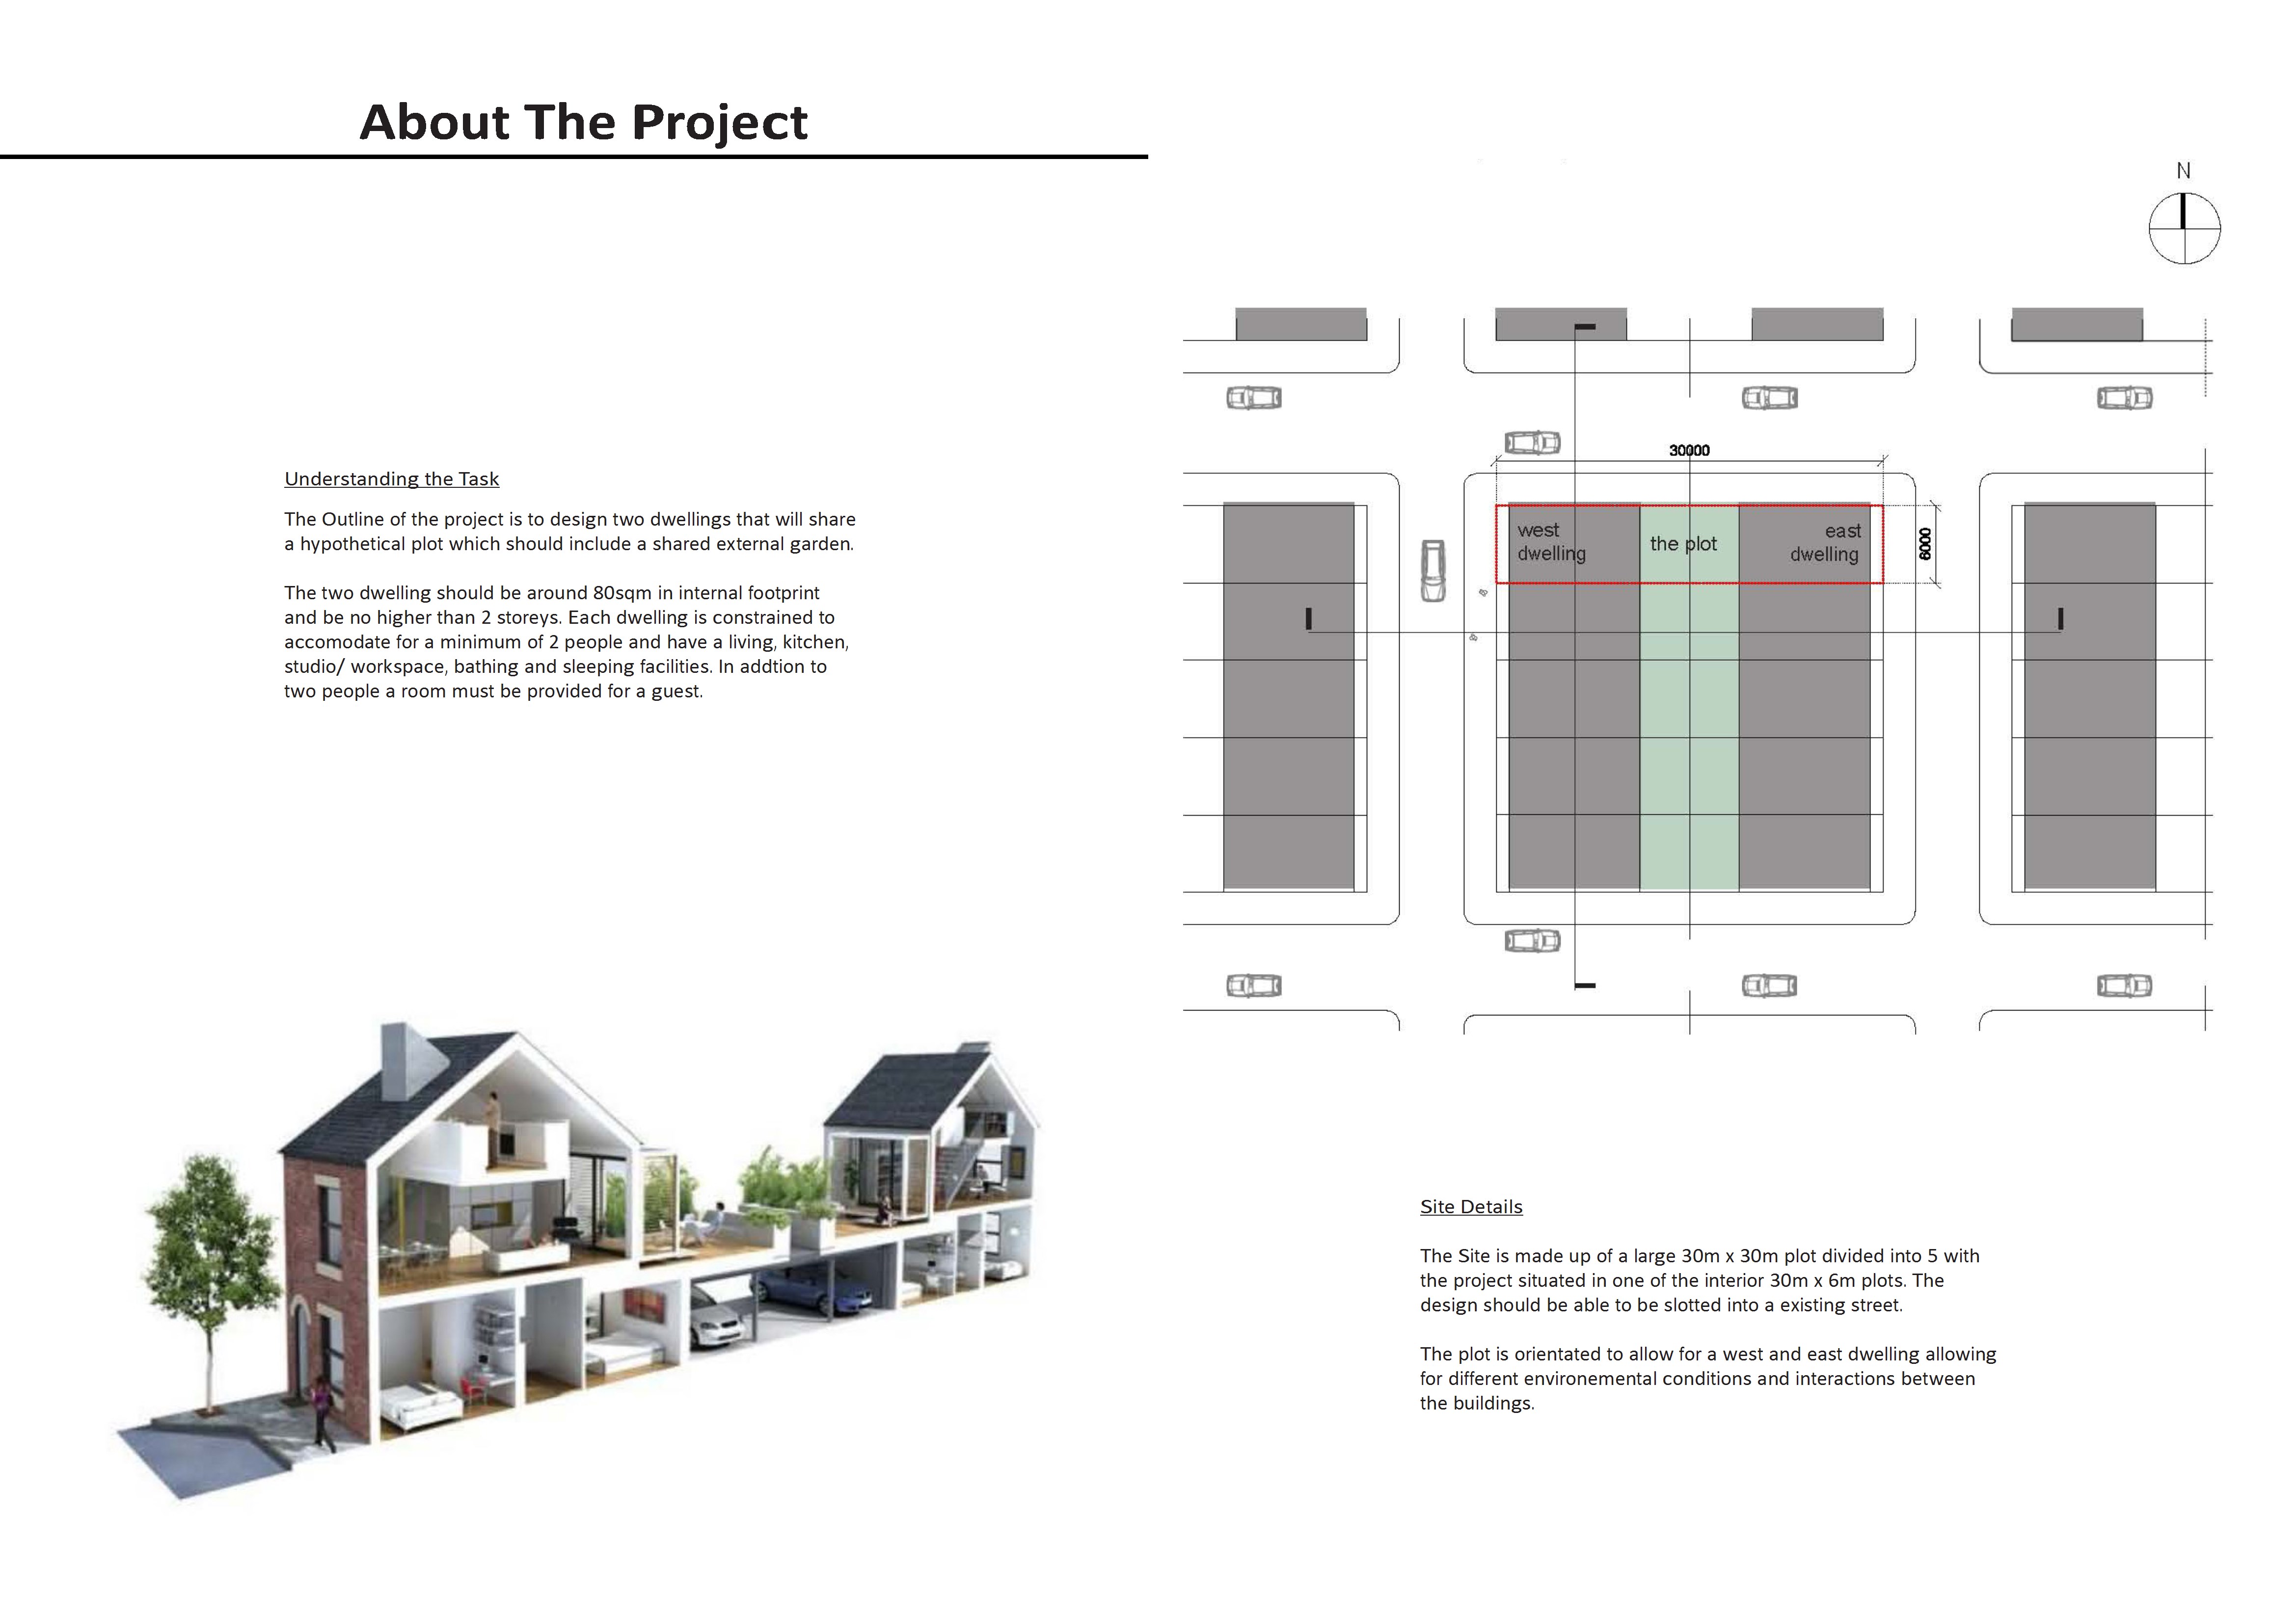 About The Project
Understanding the Task
The Outline of the project is to design two dwellings that will share
a hypothetical plot which should include a shared external garden.
The two dwelling should be around 80sqm in internal footprint
and be no higher than 2 storeys. Each dwelling is constrained to
accomodate for a minimum of 2 people and have a living, kitchen,
studio/ workspace, bathing and sleeping facilities. In addtion to
two people a room must be provided for a guest.
N
30000
west
dwelling
the plot
east
dwelling
6000
Site Details
The Site is made up of a large 30m x 30m plot divided into 5 with
the project situated in one of the interior 30m x 6m plots. The
design should be able to be slotted into a existing street.
The plot is orientated to allow for a west and east dwelling allowing
for different environemental conditions and interactions between
the buildings.